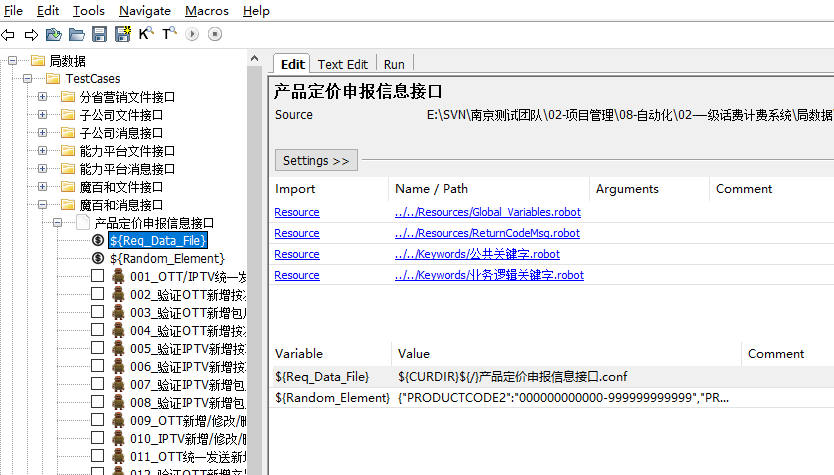 File Edit Tools Navigate Macros Help
局数据
TestCases
分省营销文件接口
子公司文件接口
子公司消息接口
能力平台文件接口
能力平台消息接口
魔百和文件接口
魔百和消息接口
产品定价申报信息接口
${Req_Data_File}
${Random_Element}
001_OTT/IPTV统一发
002_验证OTT新增按次
003_验证OTT新增包月
004_验证OTT新增按
005_验证IPTV新增按
006_验证IPTV新增按
007_验证IPTV新增包
008_验证IPTV新增包
009_OTT新增/修改/删
010_IPTV新增/修改/
011_OTT统一发送新
Edit Text Edit Run
产品定价申报信息接口
Source E:\SVN\南京测试团队\02-项目管理\08-自动化\02-一级话费计费系统\局数据
Settings >>
Import Name / Path Arguments Comment
Resource ../../Resources/Global_Variables.robot
Resource ../../Resources/ReturnCodeMsg.robot
Resource ../../Keywords/公共关键字.robot
Resource ../../Keywords/业务逻辑关键字.robot
Variable Value Comment
${Req_Data_File} ${CURDIR}${/}产品定价申报信息接口.conf
${Random_Element} {"PRODUCTCODE2":"000000000000-999999999999","PR...